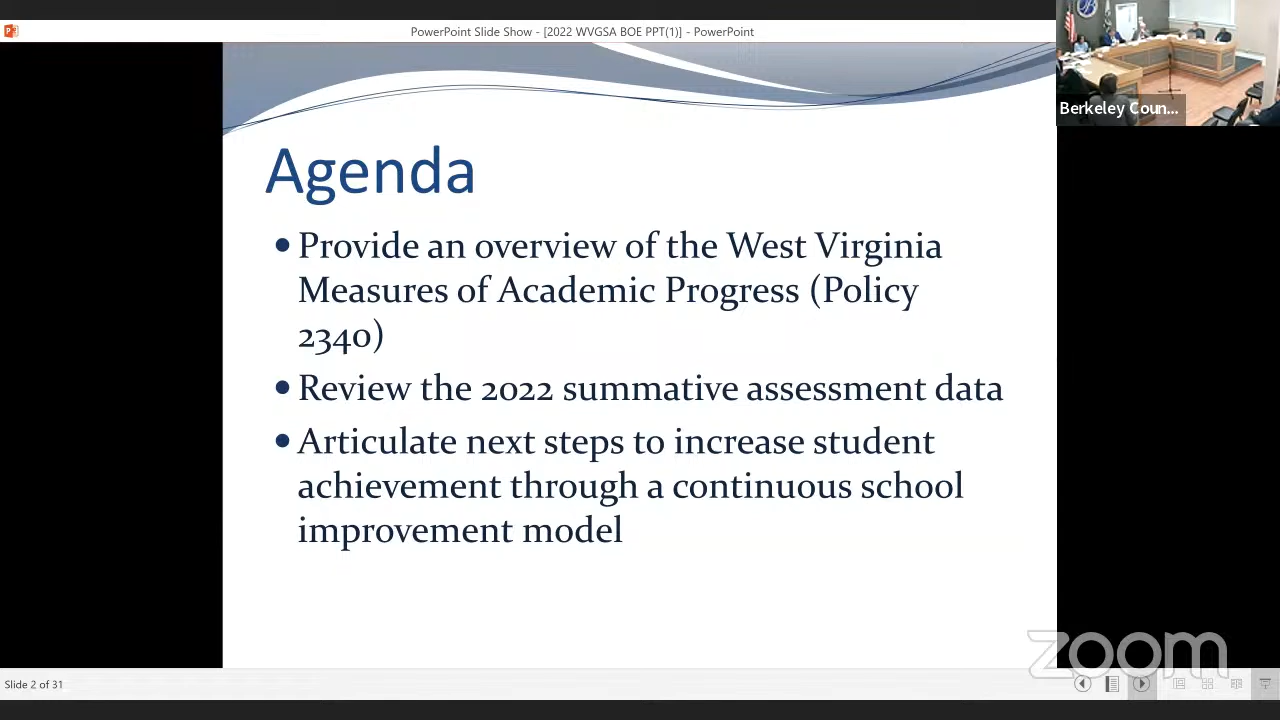 PowerPoint Slide Show - [2022 WVGSA BOE PPT(1)] - PowerPoint
Berkeley Coun...
Agenda
• Provide an overview of the West Virginia
Measures of Academic Progress (Policy
2340)
• Review the 2022 summative assessment data
• Articulate next steps to increase student
achievement through a continuous school
improvement model
zoom
Slide 2 of 31